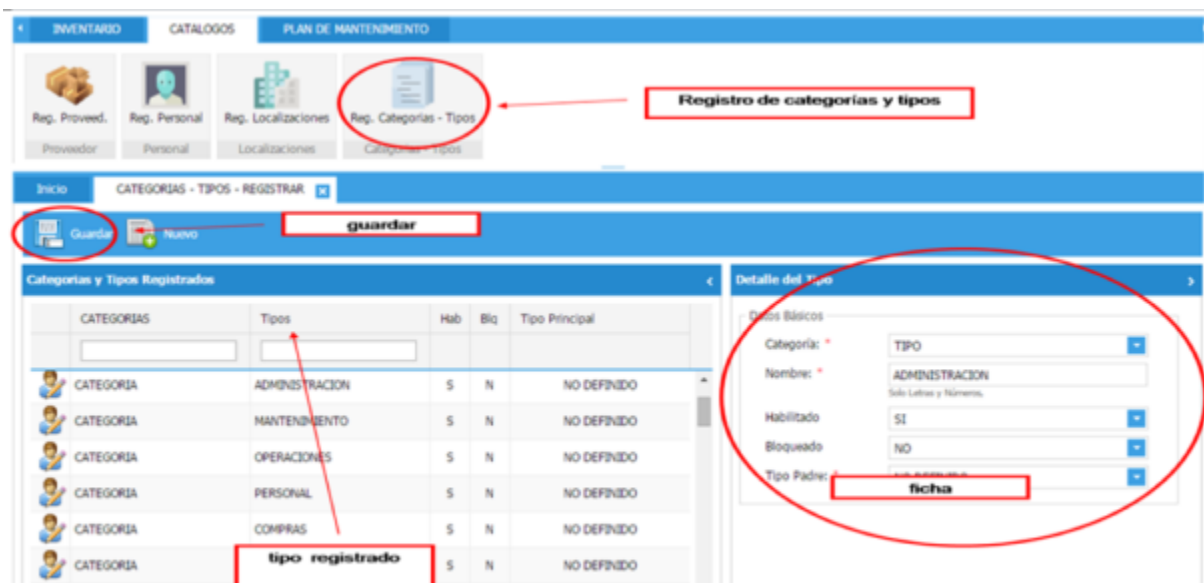 INVENTARIO CATALOGOS PLAN DE MANTENIMIENTO
Reg. Proveed. Reg. Personal Reg. Localizaciones Reg. Categorias - Tipos
Proveedor Personal Localizaciones Categorias - Tipos
Registro de categorías y tipos
Inicio CATEGORIAS - TIPOS - REGISTRAR
Guardar Nuevo
guardar
Categorias y Tipos Registrados
CATEGORIAS Tipos Hab Blq Tipo Principal
CATEGORIA ADMINISTRACION S N NO DEFINIDO
CATEGORIA MANTENIMIENTO S N NO DEFINIDO
CATEGORIA OPERACIONES S N NO DEFINIDO
CATEGORIA PERSONAL S N NO DEFINIDO
CATEGORIA COMPRAS S N NO DEFINIDO
CATEGORIA S N NO DEFINIDO
tipo registrado
Detalle del Tipo
Datos Básicos
Categoría: * TIPO
Nombre: * ADMINISTRACION
Solo Letras y Números,
Habilitado SI
Bloqueado NO
Tipo Padre: *
ficha